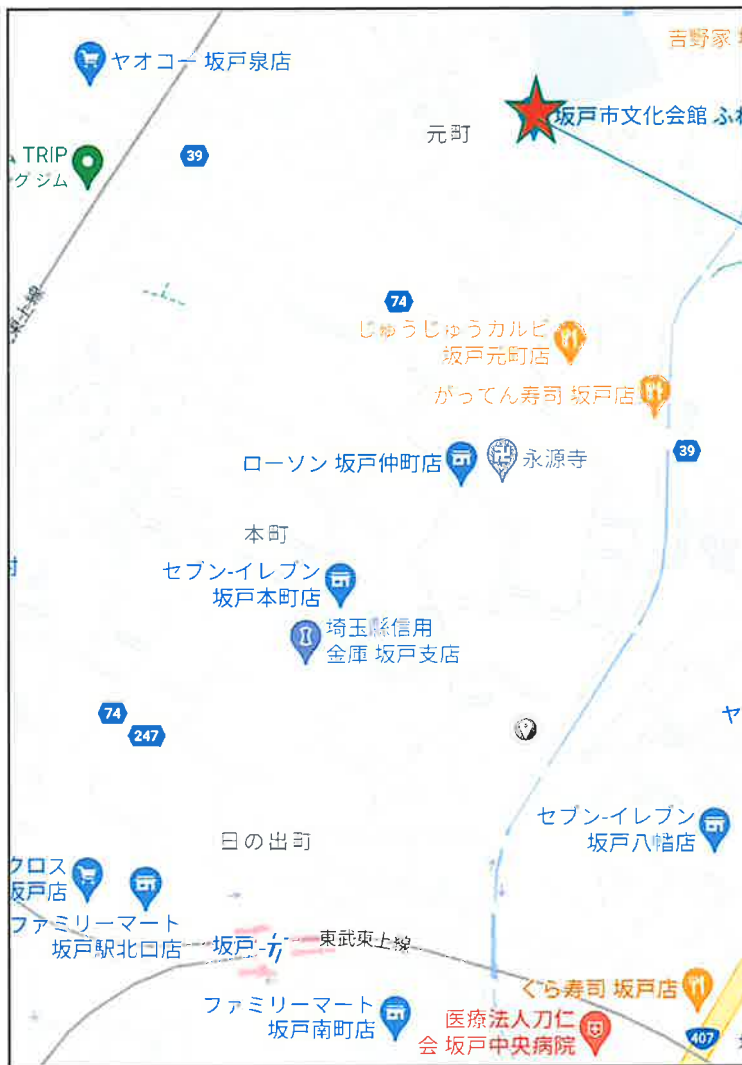 吉野家
ヤオコー 坂戸泉店
坂戸市文化会館 ふれ
元町
39
TRIP
グジム
東上線
74
じゅうじゅうカルビ
坂戸元町店
がってん寿司 坂戸店
39
ローソン 坂戸仲町店
永源寺
本町
セブン-イレブン
坂戸本町店
埼玉縣信用
金庫 坂戸支店
74
247
ヤ
セブン-イレブン
坂戸八幡店
日の出町
クロス
坂戸店
ファミリーマート
坂戸駅北口店
坂戸
東武東上線
くら寿司 坂戸店
ファミリーマート
坂戸南町店
医療法人刀仁
会 坂戸中央病院
407